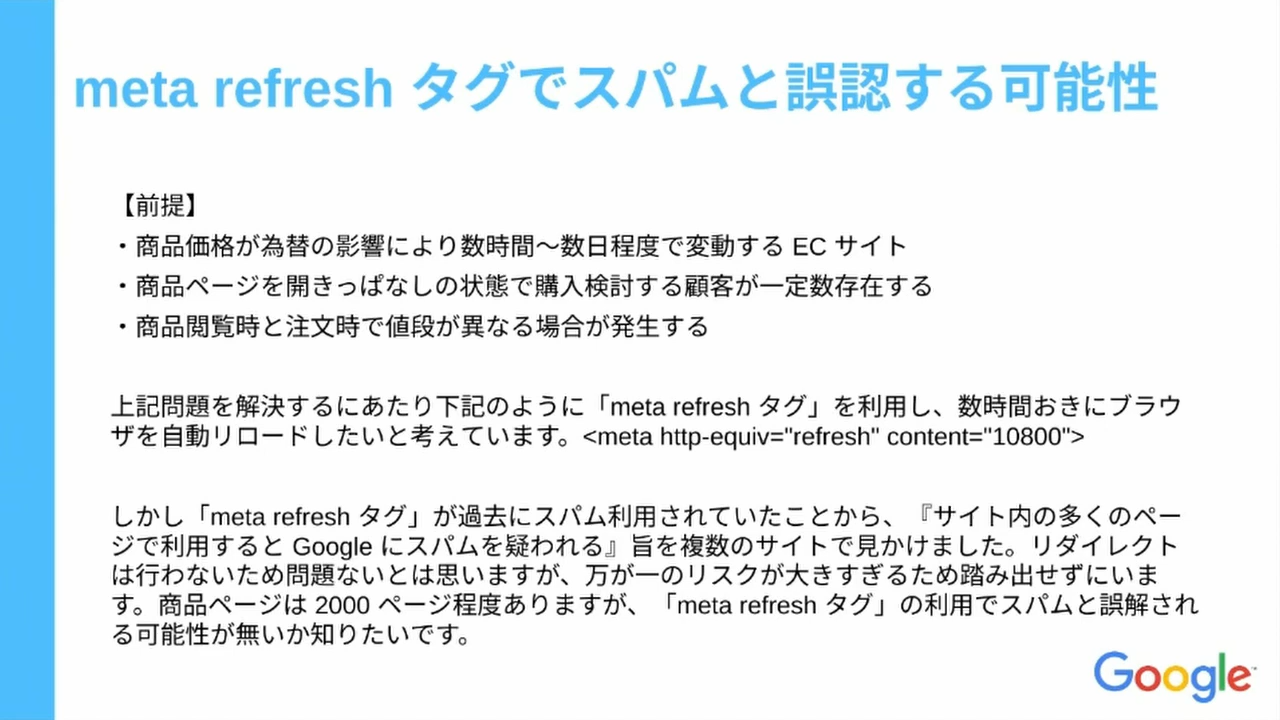 meta refresh タグでスパムと誤認する可能性
【前提】
・商品価格が為替の影響により数時間〜数日程度で変動する EC サイト
・商品ページを開きっぱなしの状態で購入検討する顧客が一定数存在する
・商品閲覧時と注文時で値段が異なる場合が発生する
上記問題を解決するにあたり下記のように「meta refresh タグ」を利用し、数時間おきにブラウ
ザを自動リロードしたいと考えています。<meta http-equiv="refresh" content="10800">
しかし「meta refresh タグ」が過去にスパム利用されていたことから、『サイト内の多くのペー
ジで利用すると Google にスパムを疑われる』旨を複数のサイトで見かけました。リダイレクト
は行わないため問題ないとは思いますが、万が一のリスクが大きすぎるため踏み出せずにいま
す。商品ページは 2000 ページ程度ありますが、「meta refresh タグ」の利用でスパムと誤解され
る可能性が無いか知りたいです。
Google